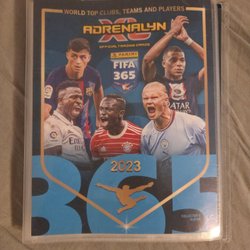 WORLD TOP CLUBS, TEAMS AND PLAYERS
ADRENALYN
XL
OFFICIAL TRADING CARDS
PANINI
FIFA
365
2023
365